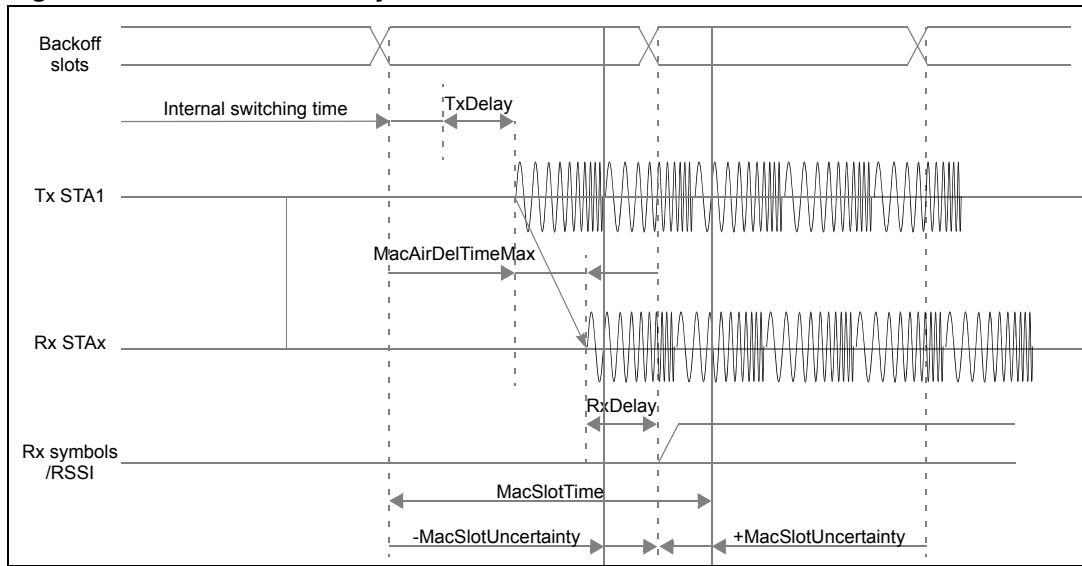 Backoff
slots
Internal switching time
TxDelay
Tx STA1
MacAirDelTimeMax
Rx STAx
RxDelay
Rx symbols
/RSSI
MacSlotTime
-MacSlotUncertainty
+MacSlotUncertainty